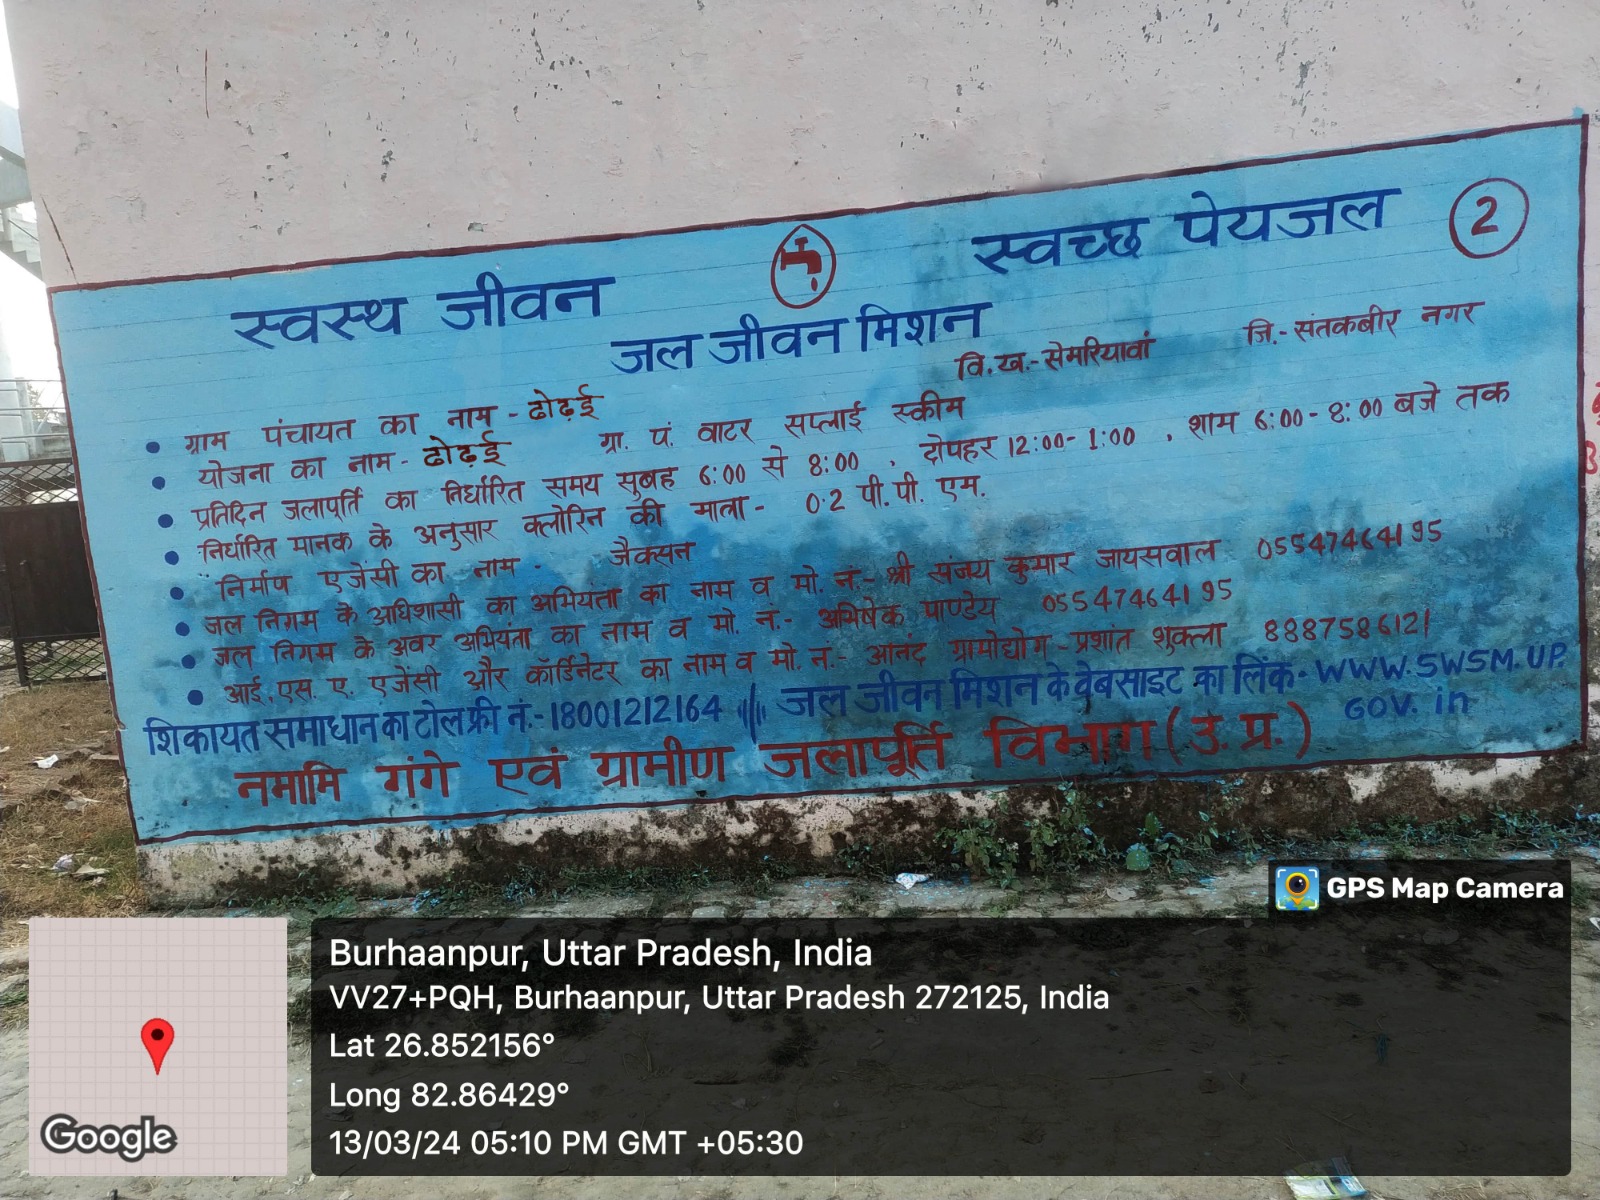 स्वस्थ जीवन स्वच्छ पेयजल 2
जल जीवन मिशन
वि.ख.-सेमरियावां जि.-संतकबीर नगर
• ग्राम पंचायत का नाम - ढोढ़ई
• योजना का नाम - ढोढ़ई ग्रा. पं. वाटर सप्लाई स्कीम
• प्रतिदिन जलापूर्ति का निर्धारित समय सुबह 6:00 से 8:00 , दोपहर 12:00-1:00 , शाम 6:00-8:00 बजे तक
• निर्धारित मानक के अनुसार क्लोरिन की मात्रा - 0.2 पी.पी. एम.
• निर्माण एजेंसी का नाम - जैक्सन
• जल निगम के अधिशासी का अभियंता का नाम व मो. नं.- श्री संजय कुमार जायसवाल 05547464195
• जल निगम के अवर अभियंता का नाम व मो. नं.- अभिषेक पाण्डेय 05547464195
• आई.एस. ए. एजेंसी और कॉर्डिनेटर का नाम व मो. नं.- आनंद ग्रामोद्योग - प्रशांत शुक्ला 8887586121
शिकायत समाधान का टोल फ्री नं.- 18001212164 जल जीवन मिशन के वेबसाइट का लिंक- WWW.SWSM.UP.
GOV. in
नमामि गंगे एवं ग्रामीण जलापूर्ति विभाग (उ.प्र.)
GPS Map Camera
Burhaanpur, Uttar Pradesh, India
VV27+PQH, Burhaanpur, Uttar Pradesh 272125, India
Lat 26.852156°
Long 82.86429°
13/03/24 05:10 PM GMT +05:30
Google